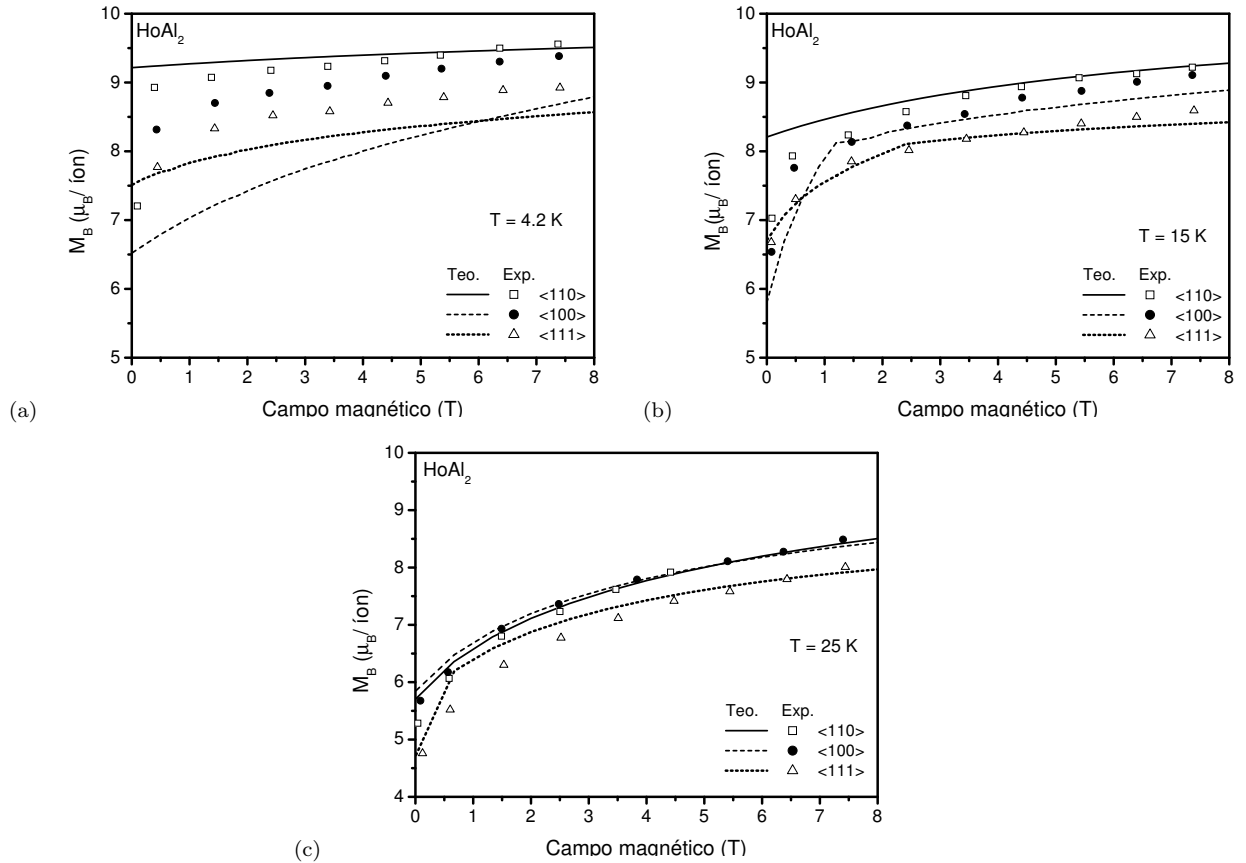 HoAl₂
M_B (μ_B/ íon)
10
9
8
7
6
5
T = 4.2 K
Teo. Exp.
<110>
<100>
<111>
0 1 2 3 4 5 6 7 8
Campo magnético (T)
(a)
HoAl₂
M_B (μ_B/ íon)
10
9
8
7
6
5
T = 15 K
Teo. Exp.
<110>
<100>
<111>
0 1 2 3 4 5 6 7 8
Campo magnético (T)
(b)
HoAl₂
M_B (μ_B/ íon)
10
9
8
7
6
5
4
T = 25 K
Teo. Exp.
<110>
<100>
<111>
0 1 2 3 4 5 6 7 8
Campo magnético (T)
(c)